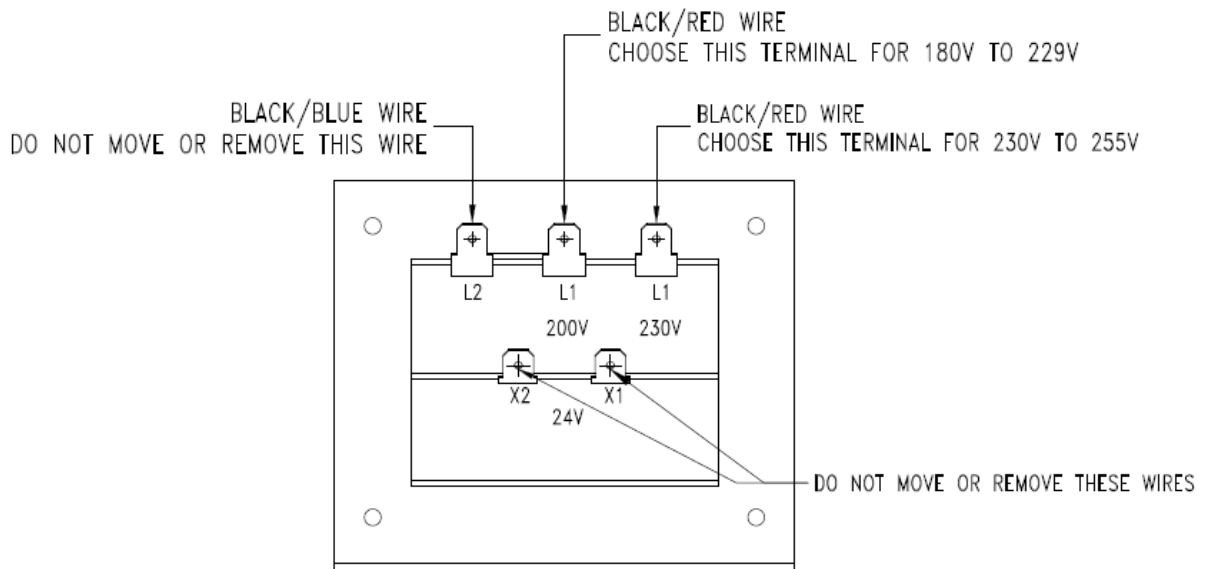 BLACK/RED WIRE
CHOOSE THIS TERMINAL FOR 180V TO 229V
BLACK/BLUE WIRE
DO NOT MOVE OR REMOVE THIS WIRE
BLACK/RED WIRE
CHOOSE THIS TERMINAL FOR 230V TO 255V
L2
L1
L1
200V
230V
X2
X1
24V
DO NOT MOVE OR REMOVE THESE WIRES